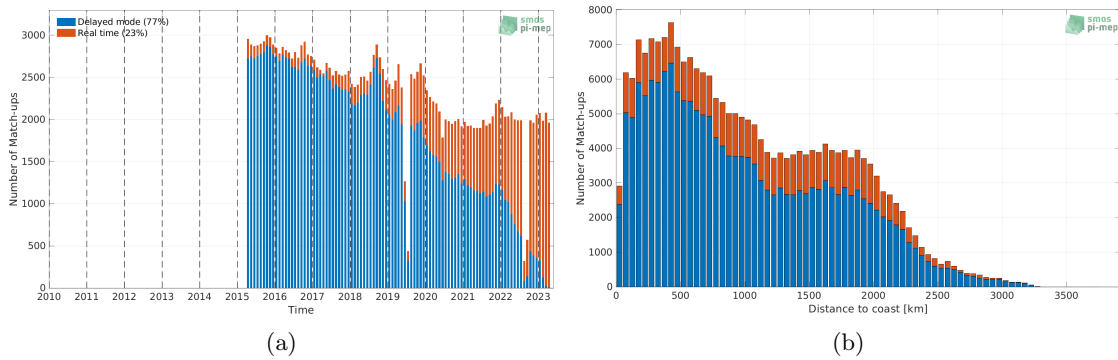 Delayed mode (77%)
Real time (23%)
smos
pi-mep
Number of Match-ups
3000
2500
2000
1500
1000
500
0
2010 2011 2012 2013 2014 2015 2016 2017 2018 2019 2020 2021 2022 2023
Time
(a)
smos
pi-mep
Number of Match-ups
8000
7000
6000
5000
4000
3000
2000
1000
0
0 500 1000 1500 2000 2500 3000 3500
Distance to coast [km]
(b)